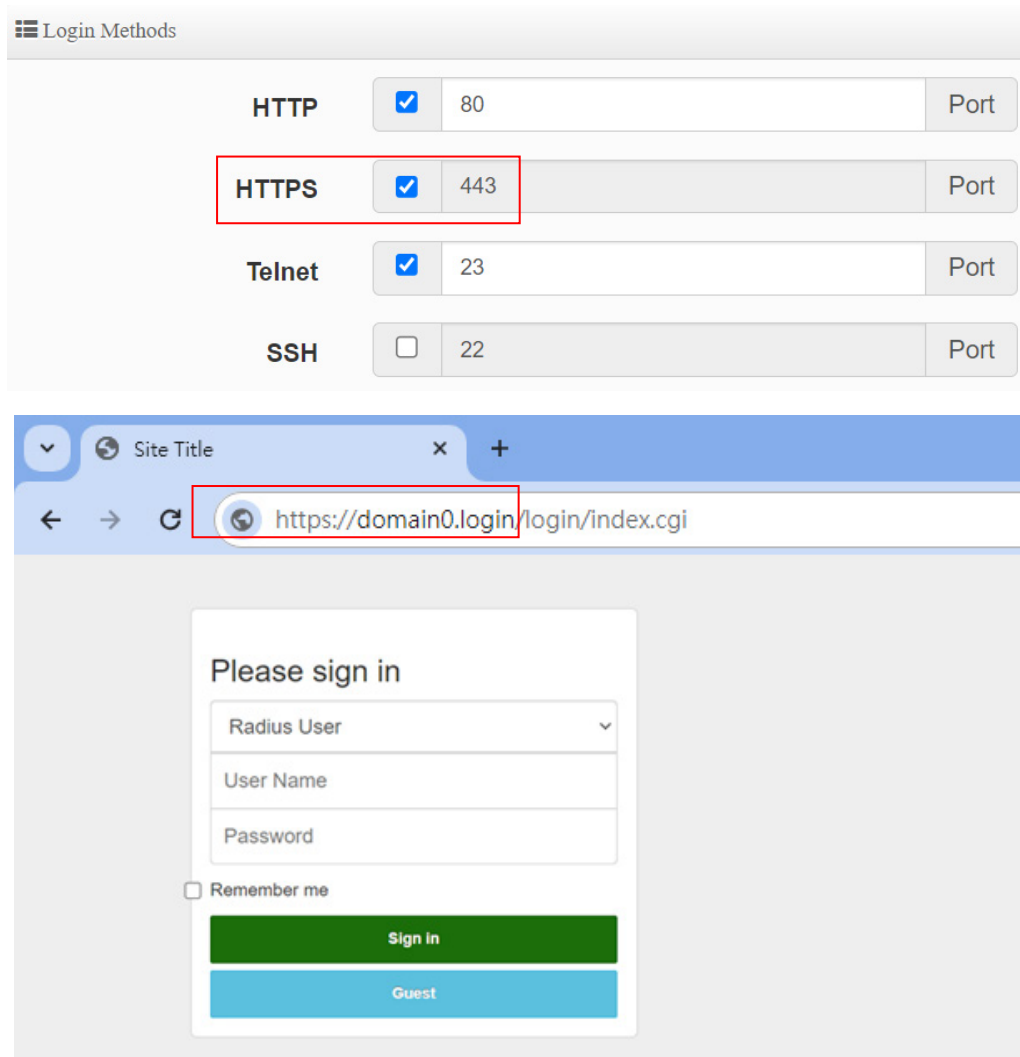 Login Methods
HTTP 80 Port
HTTPS 443 Port
Telnet 23 Port
SSH 22 Port
Site Title
https://domain0.login/login/index.cgi
Please sign in
Radius User
User Name
Password
Remember me
Sign in
Guest